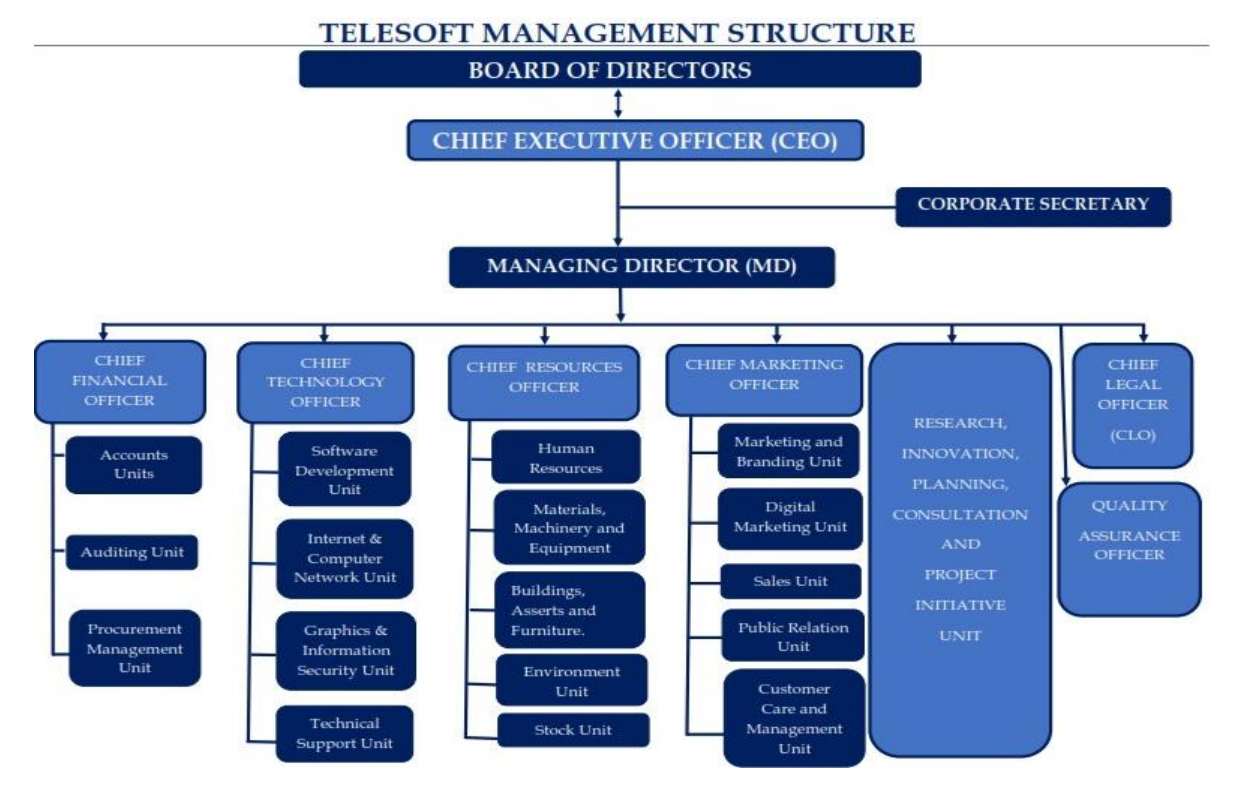 TELESOFT MANAGEMENT STRUCTURE
BOARD OF DIRECTORS
CHIEF EXECUTIVE OFFICER (CEO)
CORPORATE SECRETARY
MANAGING DIRECTOR (MD)
CHIEF
FINANCIAL
OFFICER
Accounts
Units
Auditing Unit
Procurement
Management
Unit
CHIEF
TECHNOLOGY
OFFICER
Software
Development
Unit
Internet &
Computer
Network Unit
Graphics &
Information
Security Unit
Technical
Support Unit
CHIEF RESOURCES
OFFICER
Human
Resources
Materials,
Machinery and
Equipment
Buildings,
Asserts and
Furniture.
Environment
Unit
Stock Unit
CHIEF MARKETING
OFFICER
Marketing and
Branding Unit
Digital
Marketing Unit
Sales Unit
Public Relation
Unit
Customer
Care and
Management
Unit
RESEARCH,
INNOVATION,
PLANNING,
CONSULTATION
AND
PROJECT
INITIATIVE
UNIT
CHIEF
LEGAL
OFFICER
(CLO)
QUALITY
ASSURANCE
OFFICER